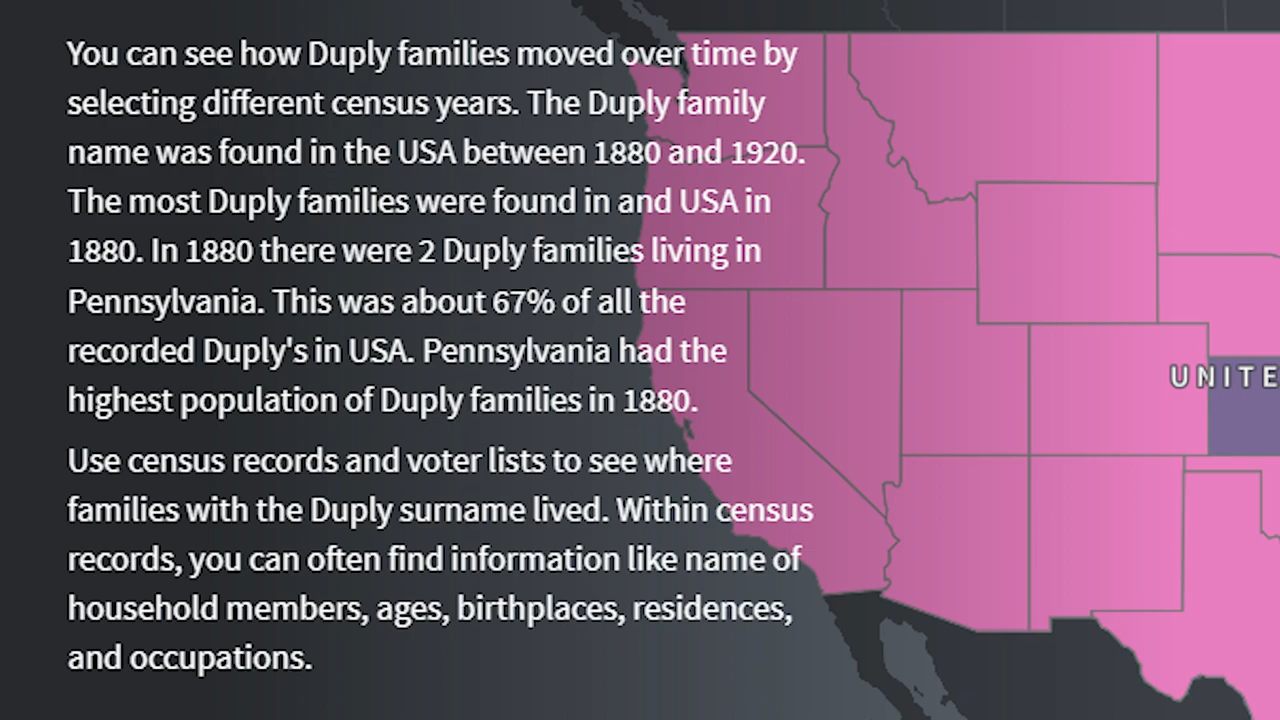 You can see how Duply families moved over time by
selecting different census years. The Duply family
name was found in the USA between 1880 and 1920.
The most Duply families were found in and USA in
1880. In 1880 there were 2 Duply families living in
Pennsylvania. This was about 67% of all the
recorded Duply's in USA. Pennsylvania had the
highest population of Duply families in 1880.
Use census records and voter lists to see where
families with the Duply surname lived. Within census
records, you can often find information like name of
household members, ages, birthplaces, residences,
and occupations.
UNITE